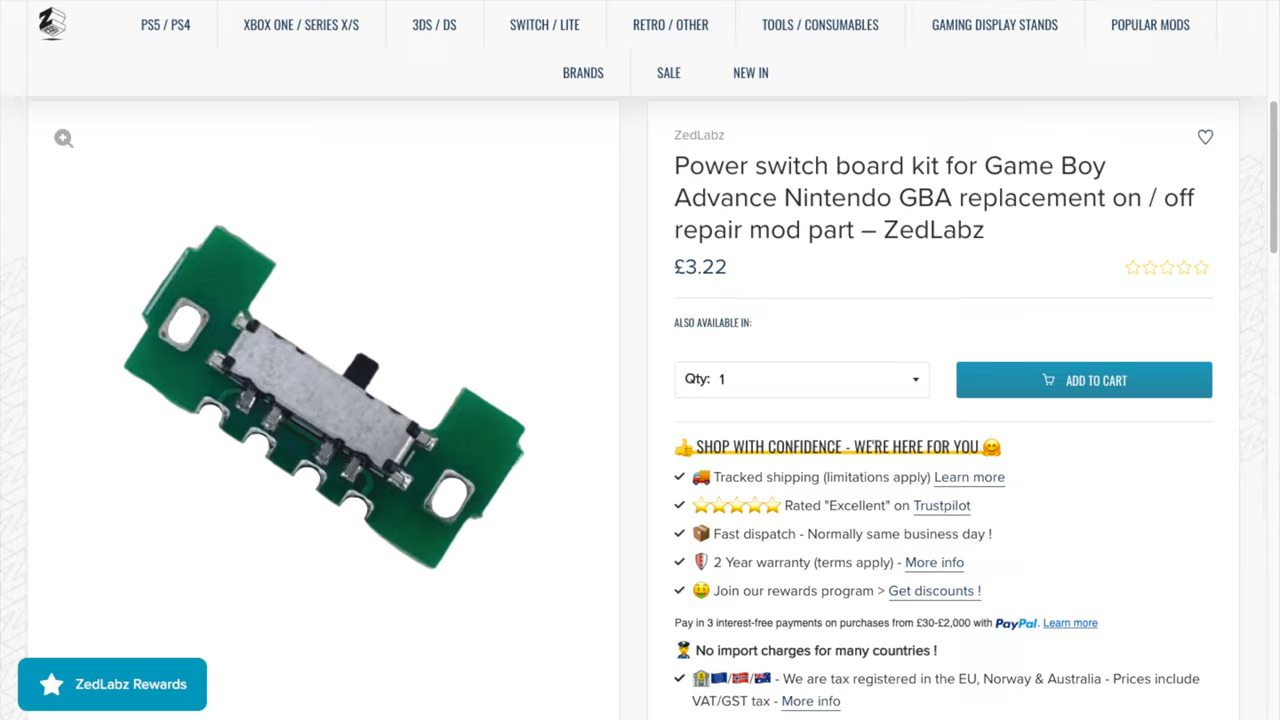 PS5 / PS4
XBOX ONE / SERIES X/S
3DS / DS
SWITCH / LITE
RETRO / OTHER
TOOLS / CONSUMABLES
GAMING DISPLAY STANDS
POPULAR MODS
BRANDS
SALE
NEW IN
ZedLabz
Power switch board kit for Game Boy
Advance Nintendo GBA replacement on / off
repair mod part – ZedLabz
£3.22
ALSO AVAILABLE IN:
Qty: 1
ADD TO CART
SHOP WITH CONFIDENCE - WE'RE HERE FOR YOU
Tracked shipping (limitations apply) Learn more
Rated "Excellent" on Trustpilot
Fast dispatch - Normally same business day !
2 Year warranty (terms apply) - More info
Join our rewards program > Get discounts !
Pay in 3 interest-free payments on purchases from £30-£2,000 with PayPal. Learn more
No import charges for many countries !
- We are tax registered in the EU, Norway & Australia - Prices include
VAT/GST tax - More info
ZedLabz Rewards